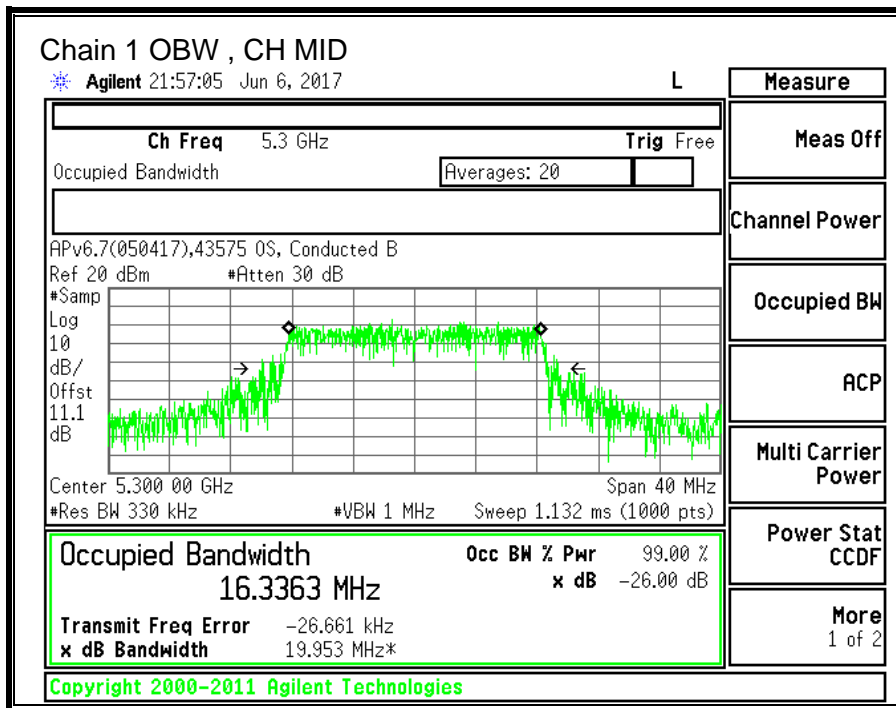 Chain 1 OBW , CH MID
Agilent 21:57:05 Jun 6, 2017 L
Measure
Ch Freq 5.3 GHz Trig Free
Occupied Bandwidth Averages: 20
APv6.7(050417),43575 OS, Conducted B
Ref 20 dBm #Atten 30 dB
#Samp
Log
10
dB/
Offst
11.1
dB
Center 5.300 00 GHz Span 40 MHz
#Res BW 330 kHz #VBW 1 MHz Sweep 1.132 ms (1000 pts)
Occupied Bandwidth
16.3363 MHz
Occ BW % Pwr 99.00 %
x dB -26.00 dB
Transmit Freq Error -26.661 kHz
x dB Bandwidth 19.953 MHz*
Meas Off
Channel Power
Occupied BW
ACP
Multi Carrier
Power
Power Stat
CCDF
More
1 of 2
Copyright 2000-2011 Agilent Technologies